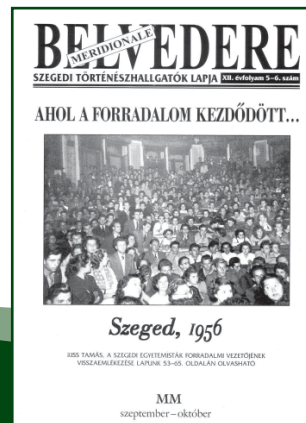 BELVEDERE
MERIDIONALE
SZEGEDI TÖRTÉNÉSZHALLGATÓK LAPJA XII. évfolyam 5–6. szám
AHOL A FORRADALOM KEZDŐDÖTT...
Szeged, 1956
KISS TAMÁS, A SZEGEDI EGYETEMISTÁK FORRADALMI VEZETŐJÉNEK
VISSZAEMLÉKEZÉSE LAPUNK 53–65. OLDALÁN OLVASHATÓ
MM
szeptember–október